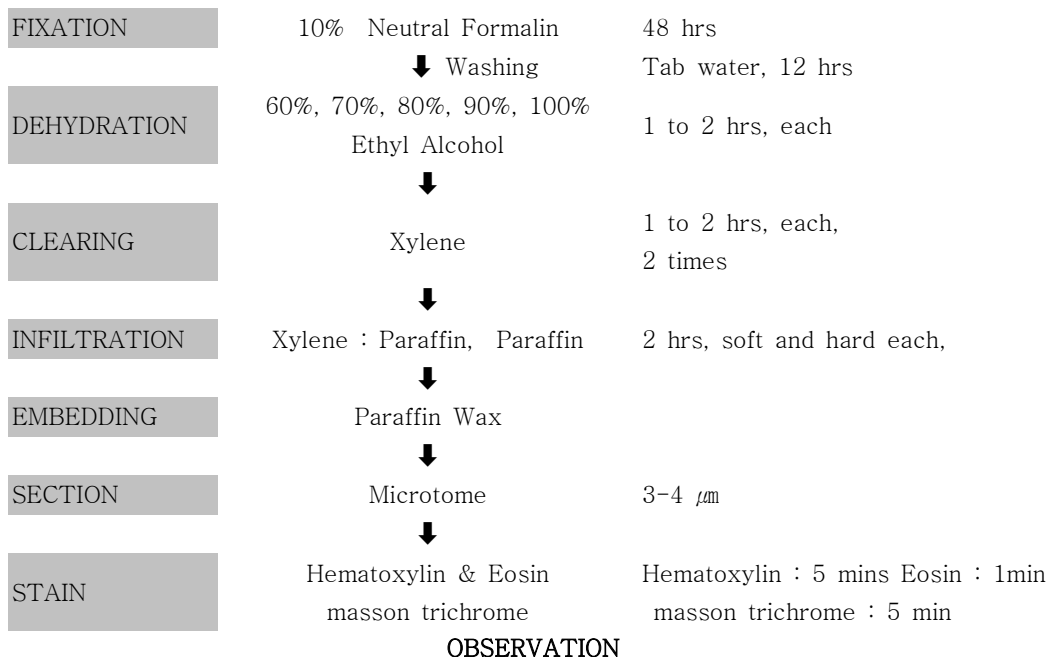 FIXATION 10% Neutral Formalin 48 hrs
⬇ Washing Tab water, 12 hrs
DEHYDRATION 60%, 70%, 80%, 90%, 100% Ethyl Alcohol 1 to 2 hrs, each
⬇
CLEARING Xylene 1 to 2 hrs, each, 2 times
⬇
INFILTRATION Xylene : Paraffin, Paraffin 2 hrs, soft and hard each,
⬇
EMBEDDING Paraffin Wax
⬇
SECTION Microtome 3-4 ㎛
⬇
STAIN Hematoxylin & Eosin Hematoxylin : 5 mins Eosin : 1min
masson trichrome masson trichrome : 5 min
OBSERVATION